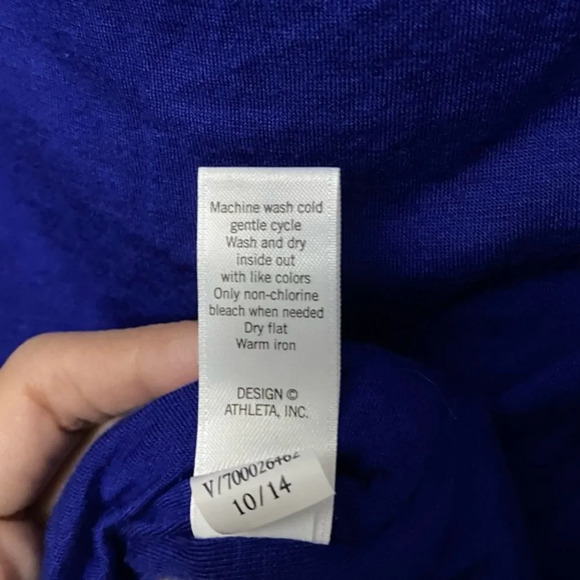 Machine wash cold
gentle cycle
Wash and dry
inside out
with like colors
Only non-chlorine
bleach when needed
Dry flat
Warm iron
DESIGN ©
ATHLETA, INC.
V/700026462
10/14